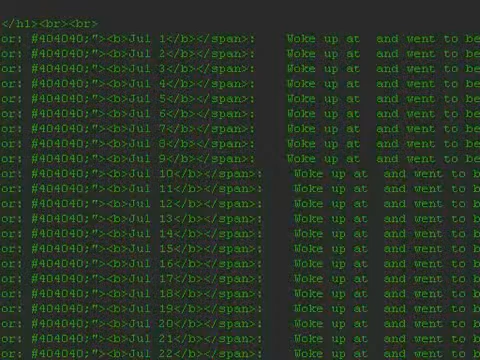 </h1><br><br>
or: #404040;"><b>Jul 1</b></span>:    Woke up at  and went to be
or: #404040;"><b>Jul 2</b></span>:    Woke up at  and went to be
or: #404040;"><b>Jul 3</b></span>:    Woke up at  and went to be
or: #404040;"><b>Jul 4</b></span>:    Woke up at  and went to be
or: #404040;"><b>Jul 5</b></span>:    Woke up at  and went to be
or: #404040;"><b>Jul 6</b></span>:    Woke up at  and went to be
or: #404040;"><b>Jul 7</b></span>:    Woke up at  and went to be
or: #404040;"><b>Jul 8</b></span>:    Woke up at  and went to be
or: #404040;"><b>Jul 9</b></span>:    Woke up at  and went to be
or: #404040;"><b>Jul 10</b></span>:    Woke up at  and went to b
or: #404040;"><b>Jul 11</b></span>:    Woke up at  and went to b
or: #404040;"><b>Jul 12</b></span>:    Woke up at  and went to b
or: #404040;"><b>Jul 13</b></span>:    Woke up at  and went to b
or: #404040;"><b>Jul 14</b></span>:    Woke up at  and went to b
or: #404040;"><b>Jul 15</b></span>:    Woke up at  and went to b
or: #404040;"><b>Jul 16</b></span>:    Woke up at  and went to b
or: #404040;"><b>Jul 17</b></span>:    Woke up at  and went to b
or: #404040;"><b>Jul 18</b></span>:    Woke up at  and went to b
or: #404040;"><b>Jul 19</b></span>:    Woke up at  and went to b
or: #404040;"><b>Jul 20</b></span>:    Woke up at  and went to b
or: #404040;"><b>Jul 21</b></span>:    Woke up at  and went to b
or: #404040;"><b>Jul 22</b></span>:    Woke up at  and went to b